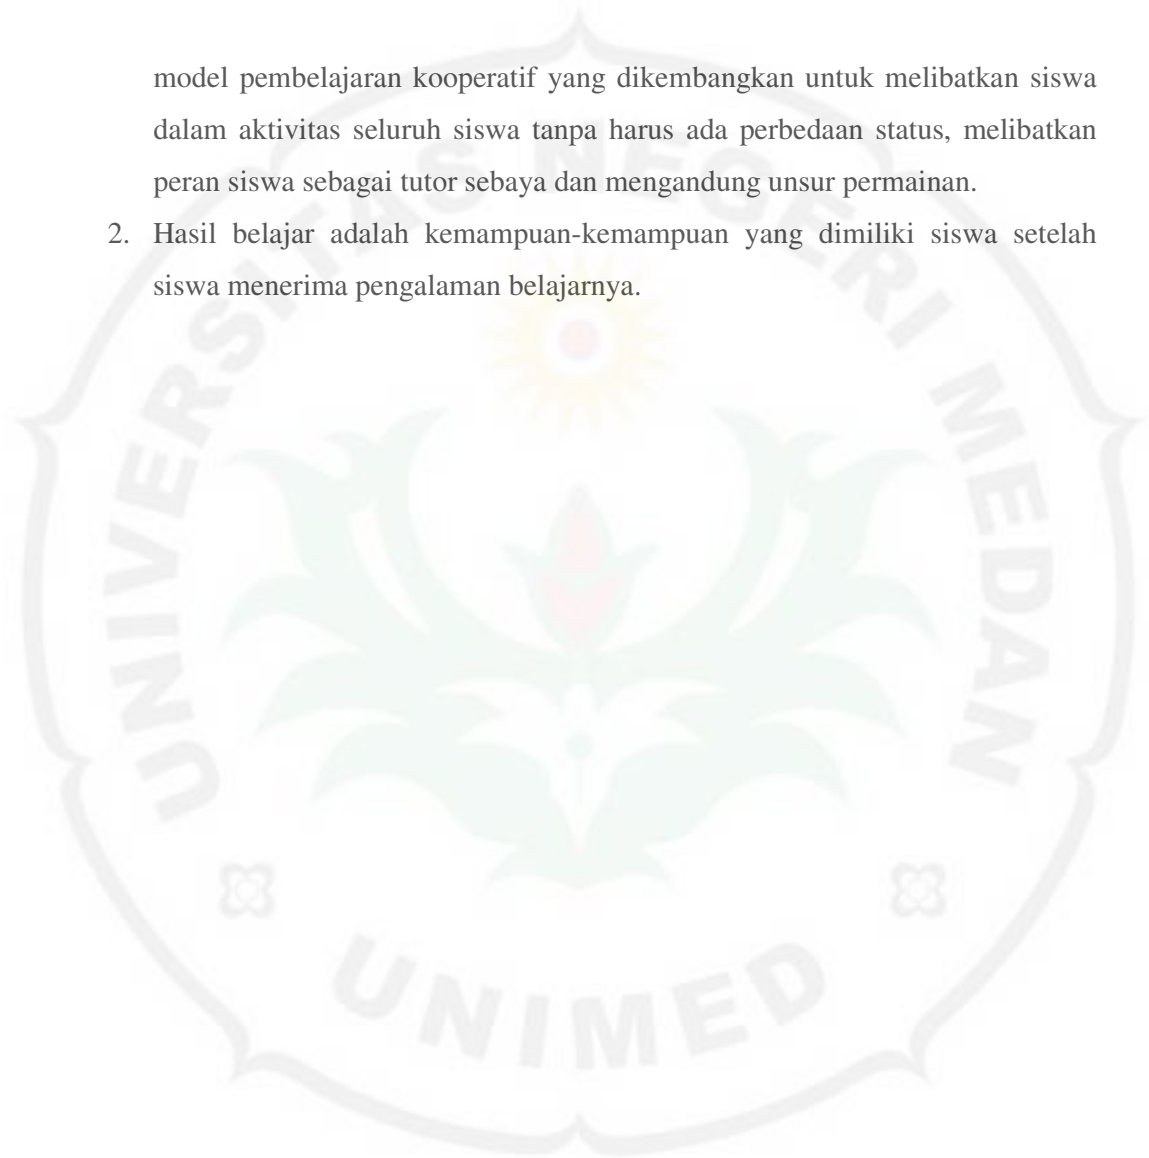 model pembelajaran kooperatif yang dikembangkan untuk melibatkan siswa
dalam aktivitas seluruh siswa tanpa harus ada perbedaan status, melibatkan
peran siswa sebagai tutor sebaya dan mengandung unsur permainan.
2. Hasil belajar adalah kemampuan-kemampuan yang dimiliki siswa setelah
siswa menerima pengalaman belajarnya.
UNIVERSITAS NEGERI MEDAN
UNIMED